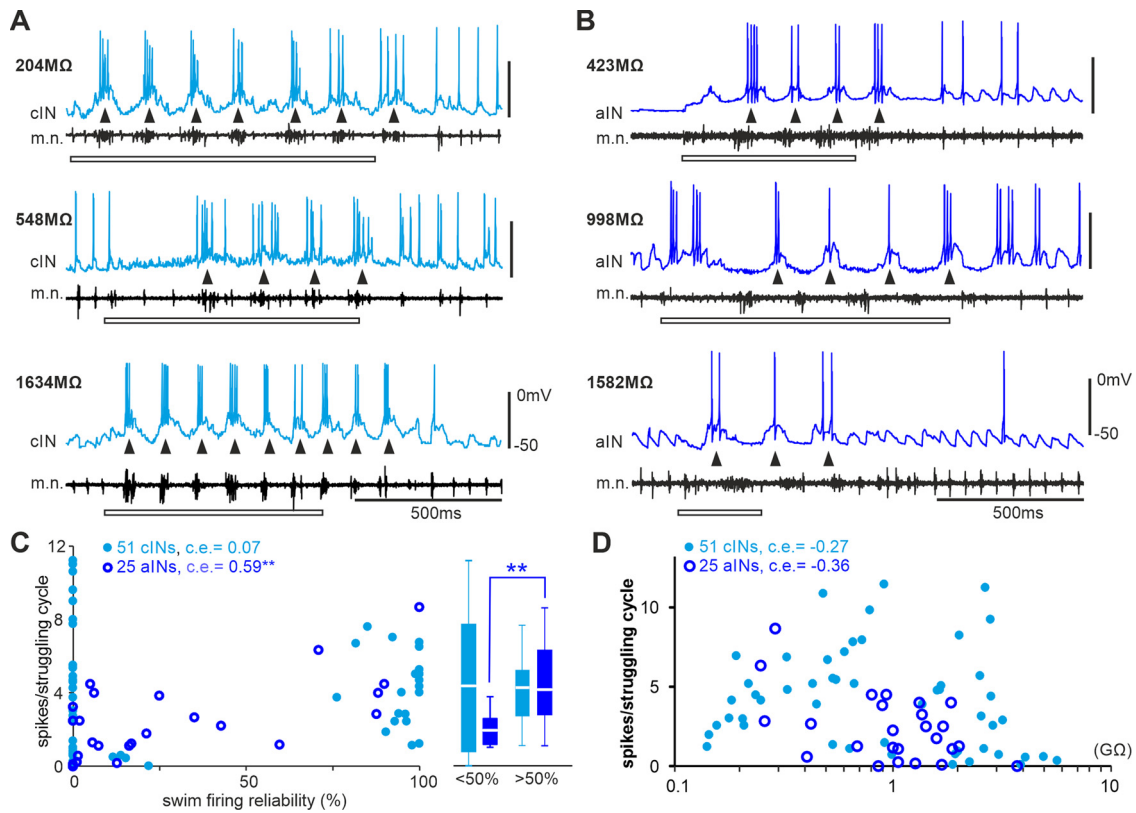 A
204MΩ
cIN
m.n.
548MΩ
cIN
m.n.
1634MΩ
0mV
-50
cIN
m.n.
500ms
B
423MΩ
aIN
m.n.
998MΩ
aIN
m.n.
1582MΩ
0mV
-50
aIN
m.n.
500ms
C
51 cINs, c.e.= 0.07
25 aINs, c.e.= 0.59**
spikes/struggling cycle
12
8
4
0
0
50
100
swim firing reliability (%)
**
<50%
>50%
D
51 cINs, c.e.= -0.27
25 aINs, c.e.= -0.36
spikes/struggling cycle
10
5
0
0.1
1
10
(GΩ)